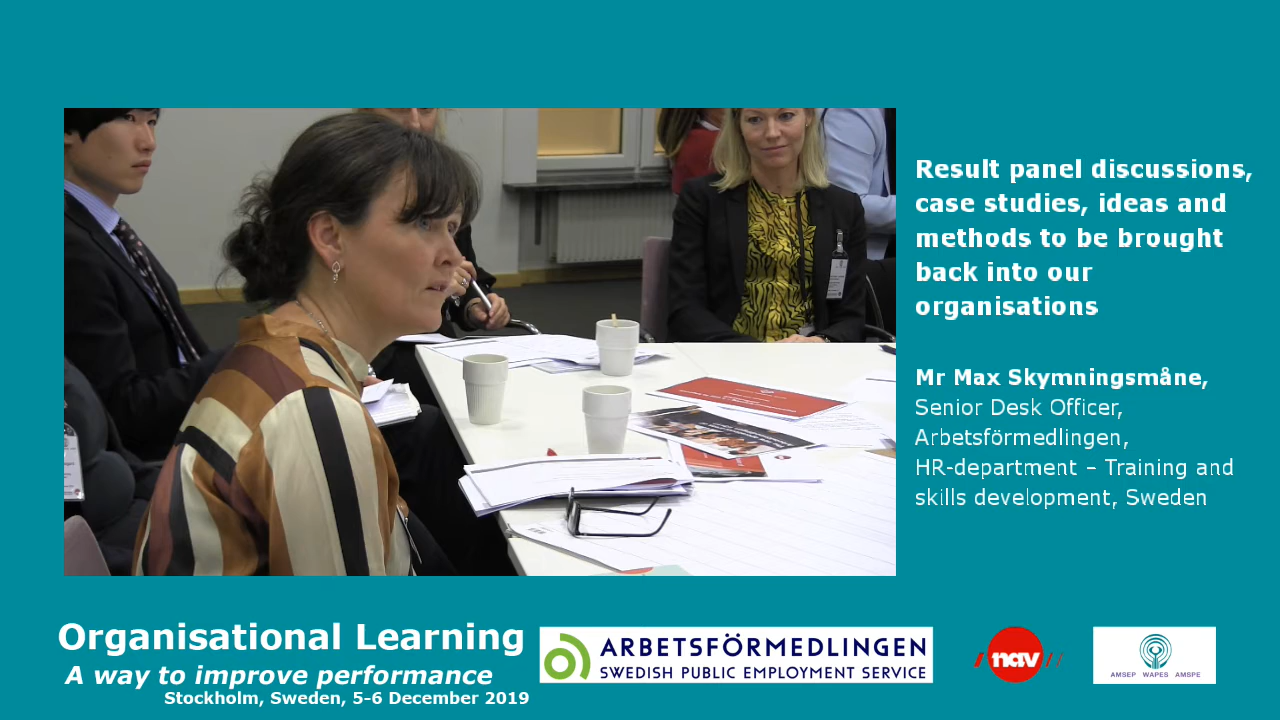 Result panel discussions,
case studies, ideas and
methods to be brought
back into our
organisations
Mr Max Skymningsmåne,
Senior Desk Officer,
Arbetsförmedlingen,
HR-department – Training and
skills development, Sweden
Organisational Learning
A way to improve performance
Stockholm, Sweden, 5-6 December 2019
ARBETSFÖRMEDLINGEN
SWEDISH PUBLIC EMPLOYMENT SERVICE
nav
AMSEP WAPES AMSPE